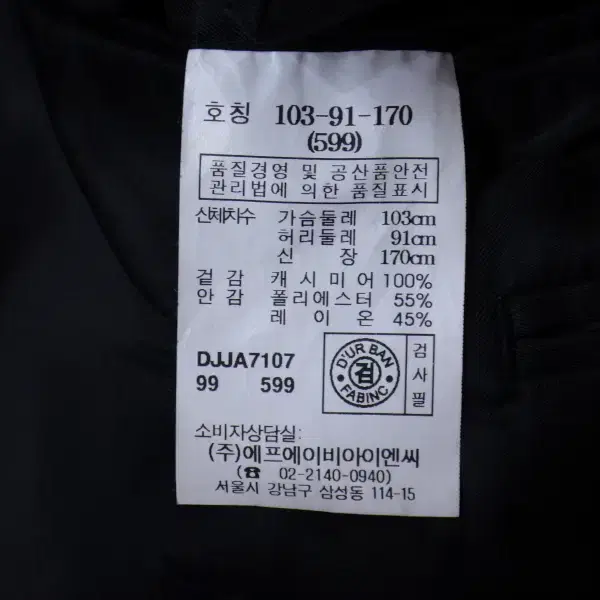 호칭 103-91-170
(599)
품질경영 및 공산품안전
관리법에 의한 품질표시
신체치수 가슴둘레 103cm
허리둘레 91cm
신 장 170cm
겉 감 캐 시 미 어 100%
안 감 폴리에스터 55%
레 이 온 45%
DJJA7107
99 599
D'URBAN
검
FABINC
검사필
소비자상담실:
(주)에프에이비아이엔씨
(☎ 02-2140-0940)
서울시 강남구 삼성동 114-15